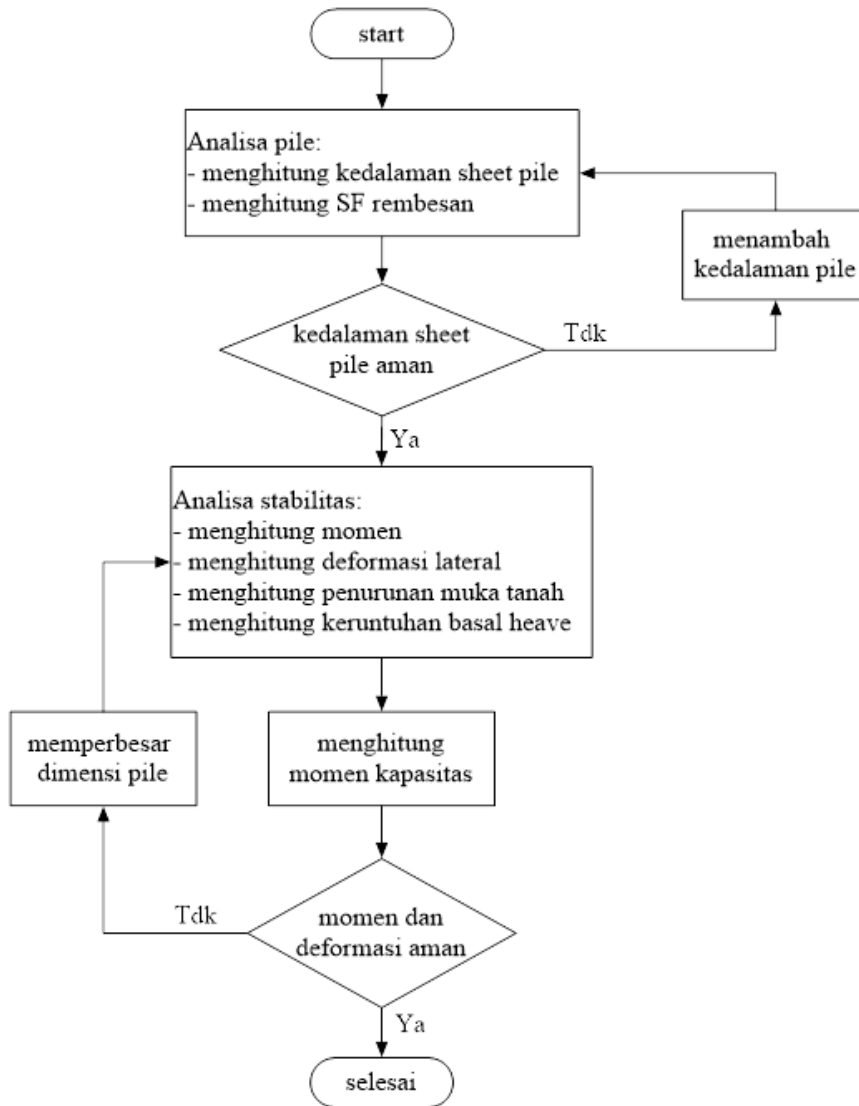 start
Analisa pile:
- menghitung kedalaman sheet pile
- menghitung SF rembesan
menambah
kedalaman pile
kedalaman sheet
pile aman
Tdk
Ya
Analisa stabilitas:
- menghitung momen
- menghitung deformasi lateral
- menghitung penurunan muka tanah
- menghitung keruntuhan basal heave
memperbesar
dimensi pile
menghitung
momen kapasitas
Tdk
momen dan
deformasi aman
Ya
selesai